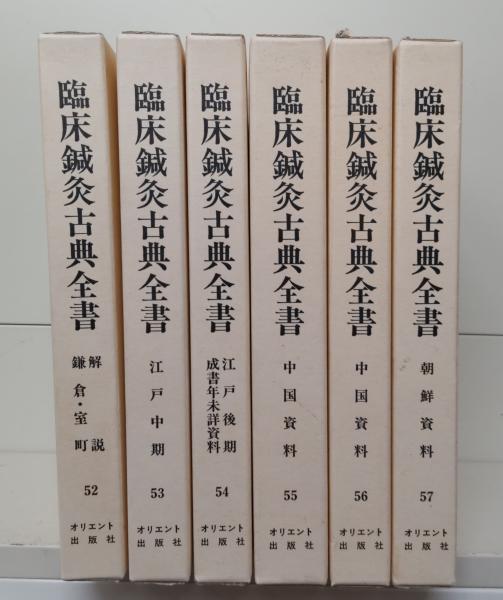 臨床鍼灸古典全書
解説
鎌倉・室町
52
オリエント
出版社
臨床鍼灸古典全書
江戸中期
53
オリエント
出版社
臨床鍼灸古典全書
江戸後期
成書年未詳資料
54
オリエント
出版社
臨床鍼灸古典全書
中国資料
55
オリエント
出版社
臨床鍼灸古典全書
中国資料
56
オリエント
出版社
臨床鍼灸古典全書
朝鮮資料
57
オリエント
出版社